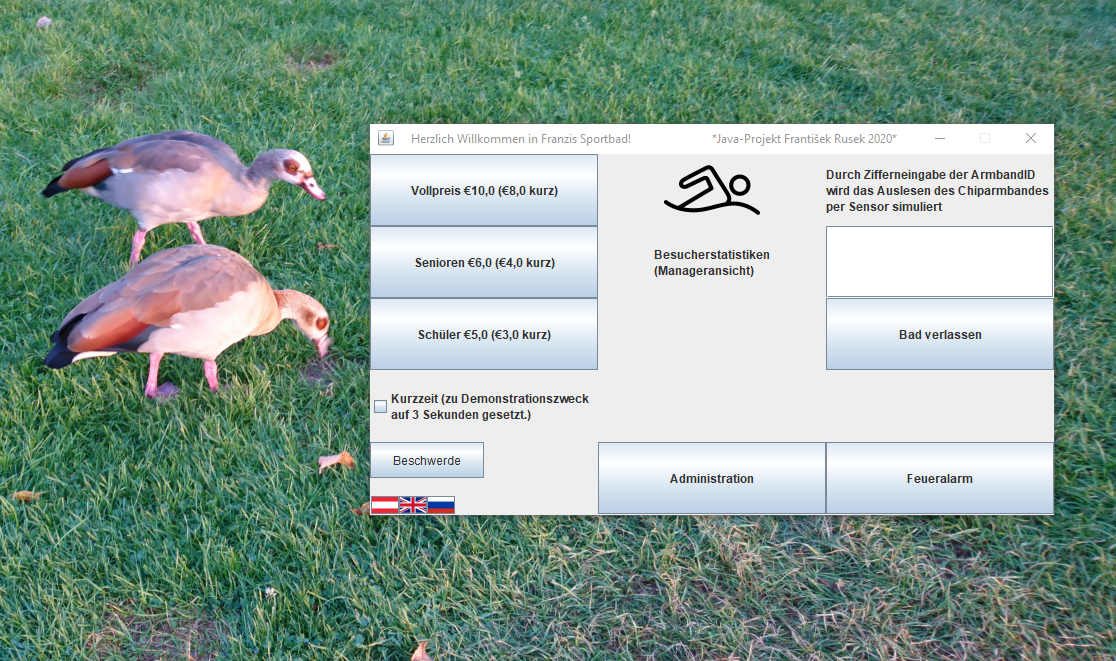 Herzlich Willkommen in Franzis Sportbad!
*Java-Projekt František Rusek 2020*
Vollpreis €10,0 (€8,0 kurz)
Senioren €6,0 (€4,0 kurz)
Schüler €5,0 (€3,0 kurz)
Kurzzeit (zu Demonstrationszweck
auf 3 Sekunden gesetzt.)
Beschwerde
Besucherstatistiken
(Manageransicht)
Durch Zifferneingabe der ArmbandID
wird das Auslesen des Chiparmbandes
per Sensor simuliert
Bad verlassen
Administration
Feueralarm